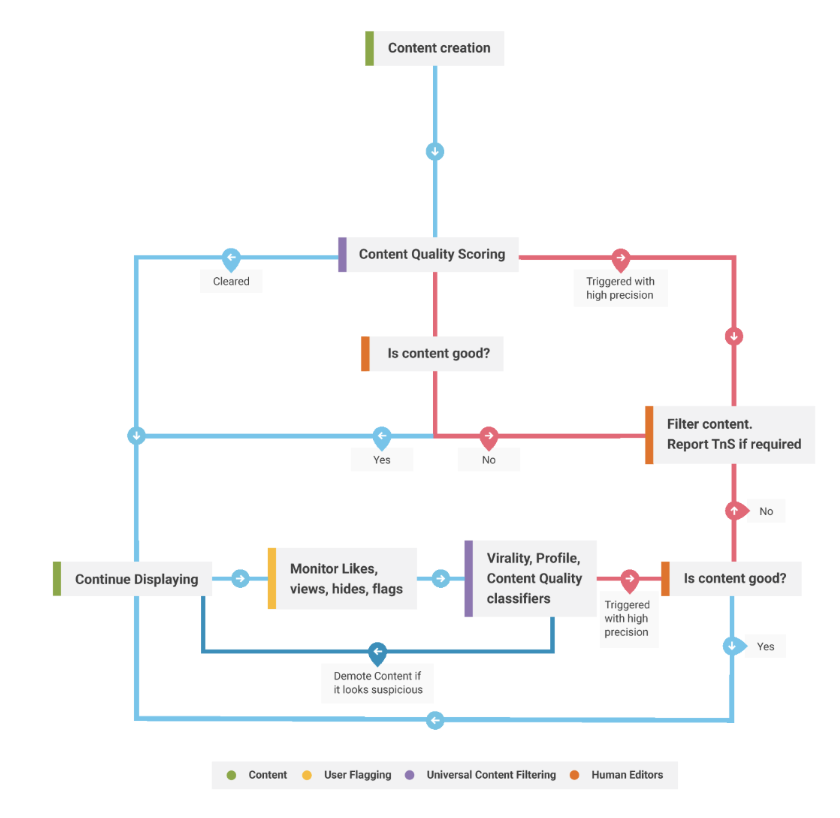 Content creation
Content Quality Scoring
Cleared
Triggered with
high precision
Is content good?
Filter content.
Report TnS if required
Yes
No
No
Continue Displaying
Monitor Likes,
views, hides, flags
Virality, Profile,
Content Quality
classifiers
Triggered
with high
precision
Is content good?
Yes
Demote Content if
it looks suspicious
Content
User Flagging
Universal Content Filtering
Human Editors